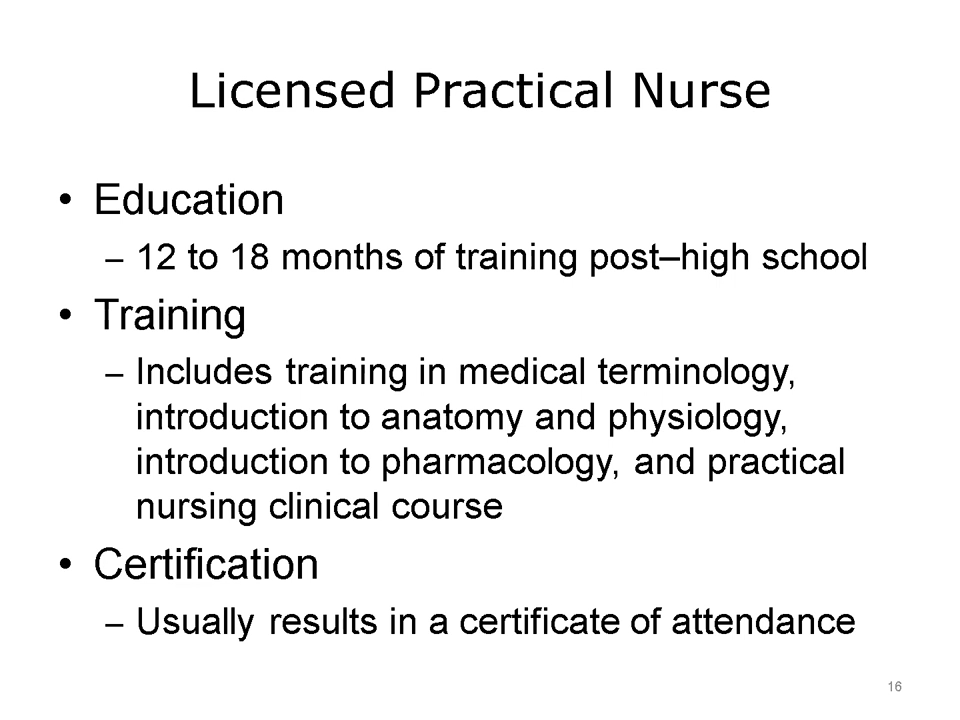 Licensed Practical Nurse
• Education
– 12 to 18 months of training post–high school
• Training
– Includes training in medical terminology,
introduction to anatomy and physiology,
introduction to pharmacology, and practical
nursing clinical course
• Certification
– Usually results in a certificate of attendance
16